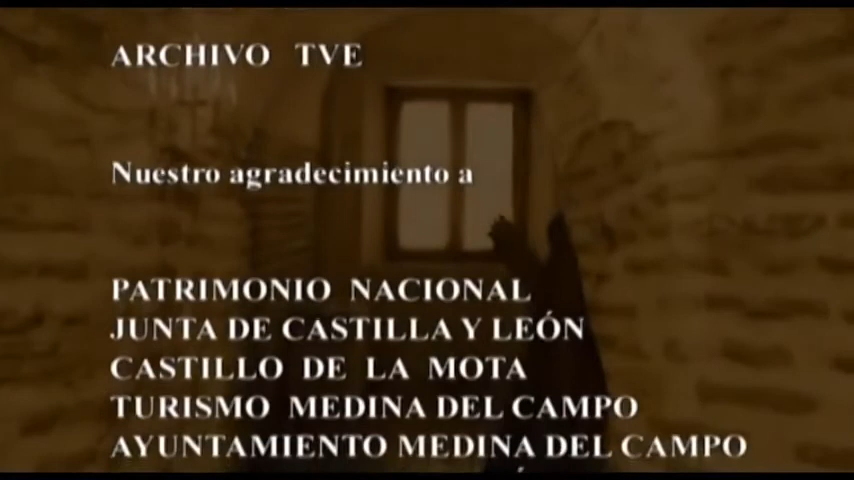 ARCHIVO TVE
Nuestro agradecimiento a
PATRIMONIO NACIONAL
JUNTA DE CASTILLA Y LEÓN
CASTILLO DE LA MOTA
TURISMO MEDINA DEL CAMPO
AYUNTAMIENTO MEDINA DEL CAMPO